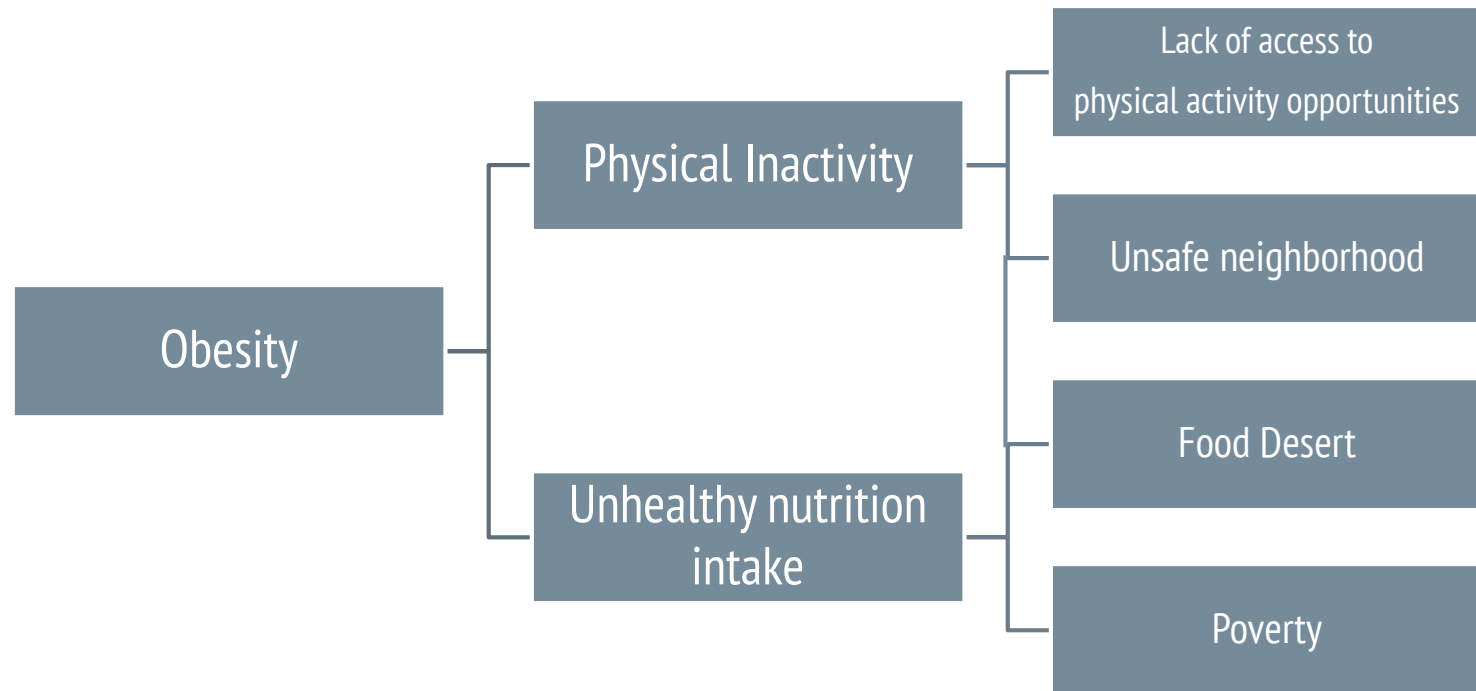 Obesity
Physical Inactivity
Unhealthy nutrition
intake
Lack of access to
physical activity opportunities
Unsafe neighborhood
Food Desert
Poverty